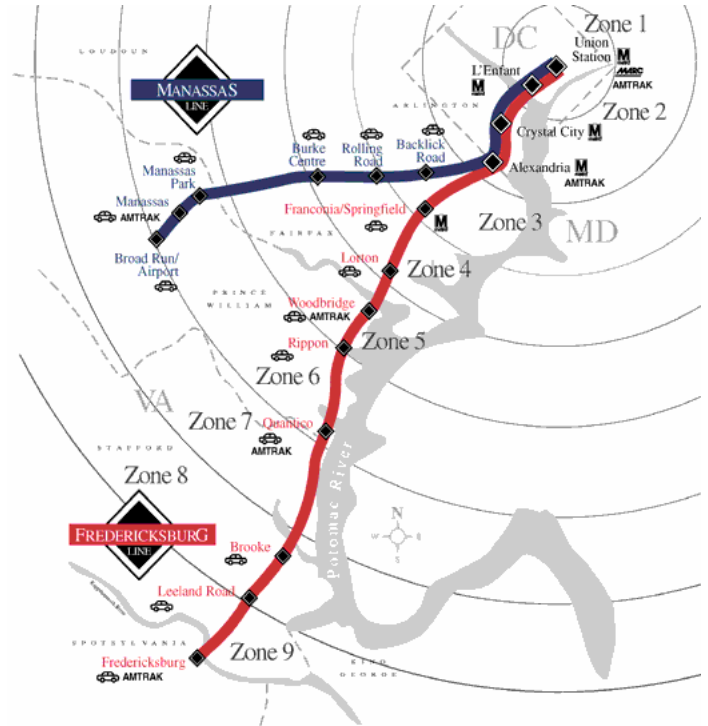 Zone 1
DC
Union
Station
M
MARC
AMTRAK
L'Enfant
M
LOUDOUN
MANASSAS
LINE
ARLINGTON
Zone 2
Crystal City
M
Burke
Centre
Rolling
Road
Backlick
Road
Alexandria
M
AMTRAK
Manassas
Park
Manassas
AMTRAK
Franconia/Springfield
M
Zone 3
MD
FAIRFAX
Broad Run/
Airport
Lorton
Zone 4
PRINCE
WILLIAM
Woodbridge
AMTRAK
Rippon
Zone 5
Zone 6
VA
Zone 7
Quantico
AMTRAK
STAFFORD
Zone 8
Potomac River
N
W
S
FREDERICKSBURG
LINE
Brooke
Leeland Road
SPOTSYLVANIA
Zone 9
Fredericksburg
AMTRAK
KING
GEORGE